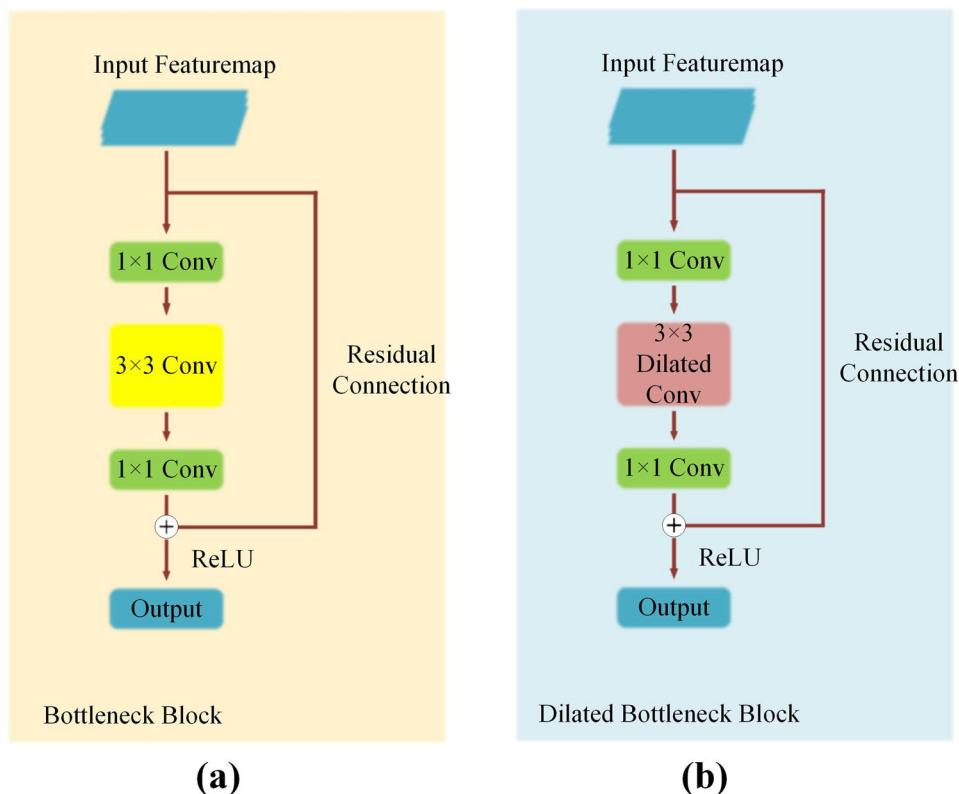 Input Featuremap
1×1 Conv
3×3 Conv
1×1 Conv
Residual
Connection
+
ReLU
Output
Bottleneck Block
(a)
Input Featuremap
1×1 Conv
3×3
Dilated
Conv
1×1 Conv
Residual
Connection
+
ReLU
Output
Dilated Bottleneck Block
(b)